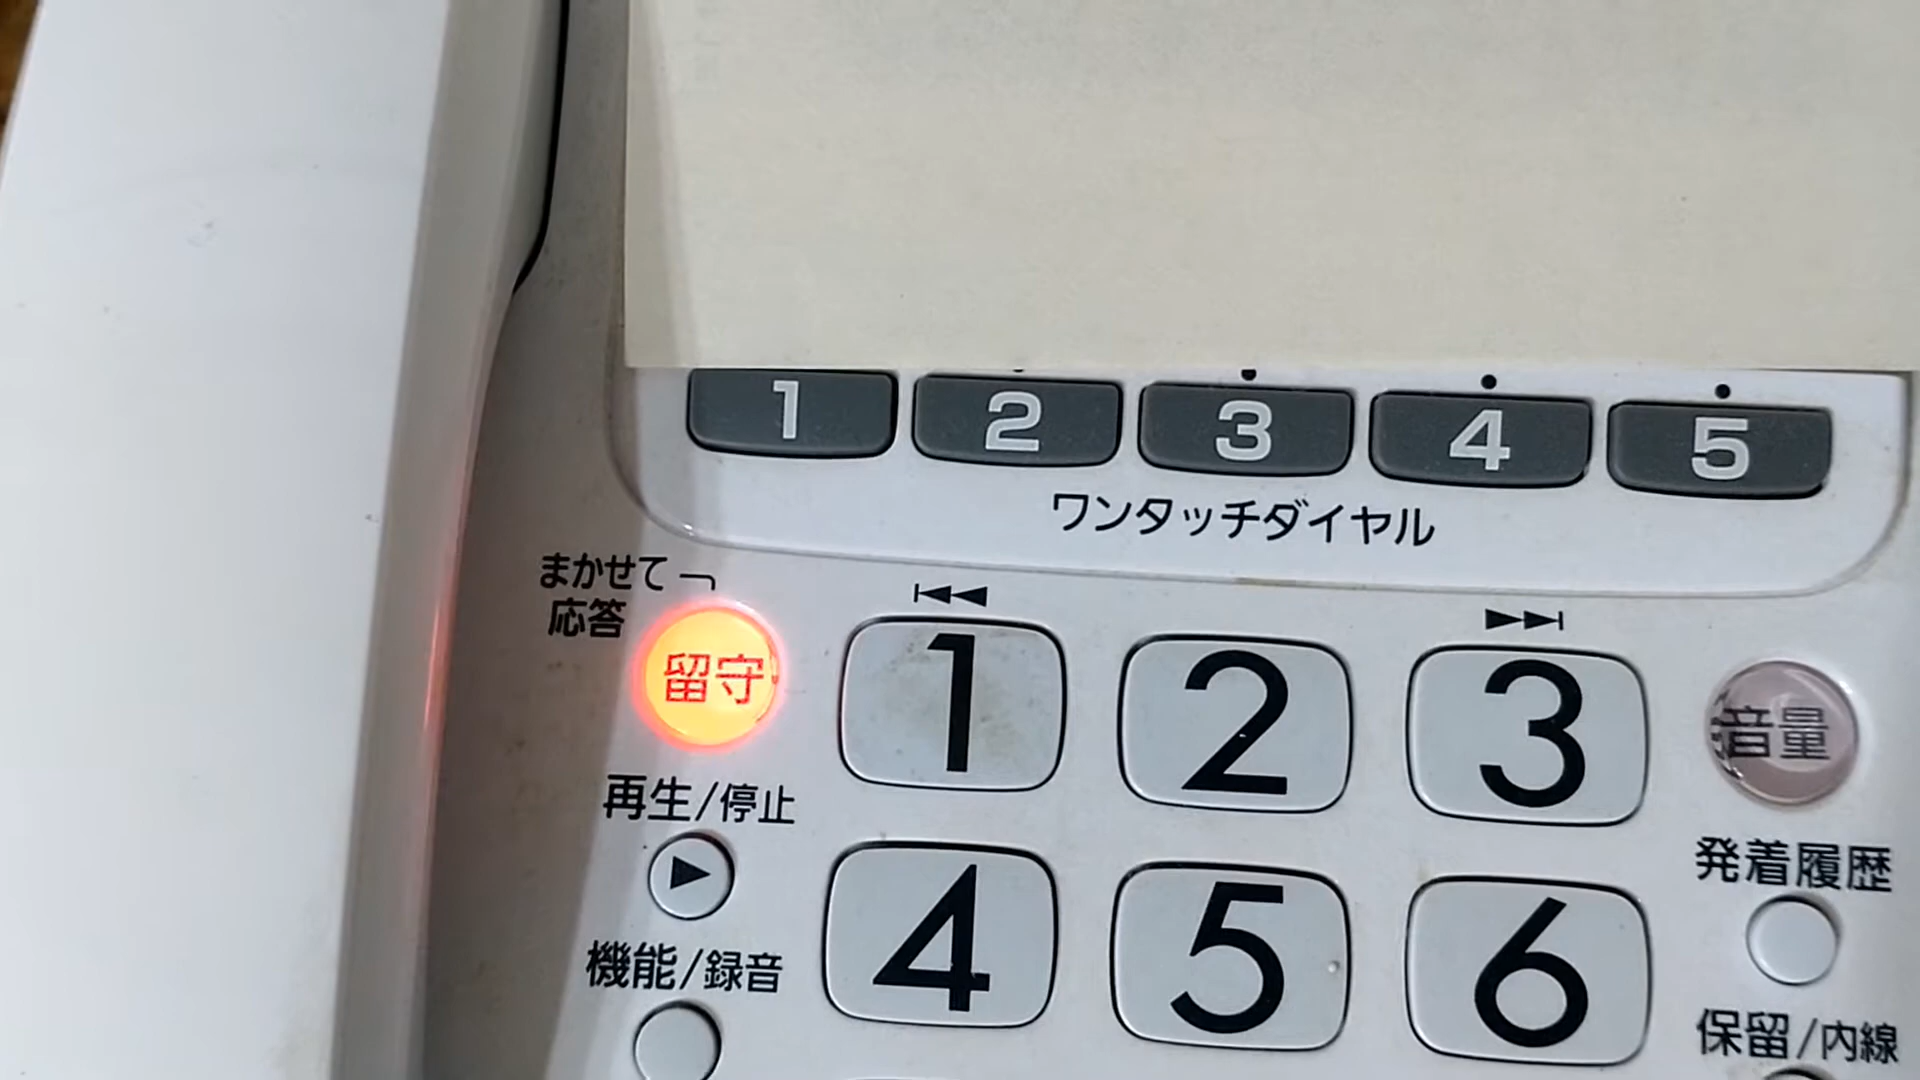 1 2 3 4 5
ワンタッチダイヤル
まかせて
応答
留守
1 2 3
音量
再生/停止
発着履歴
4 5 6
機能/録音
保留/内線